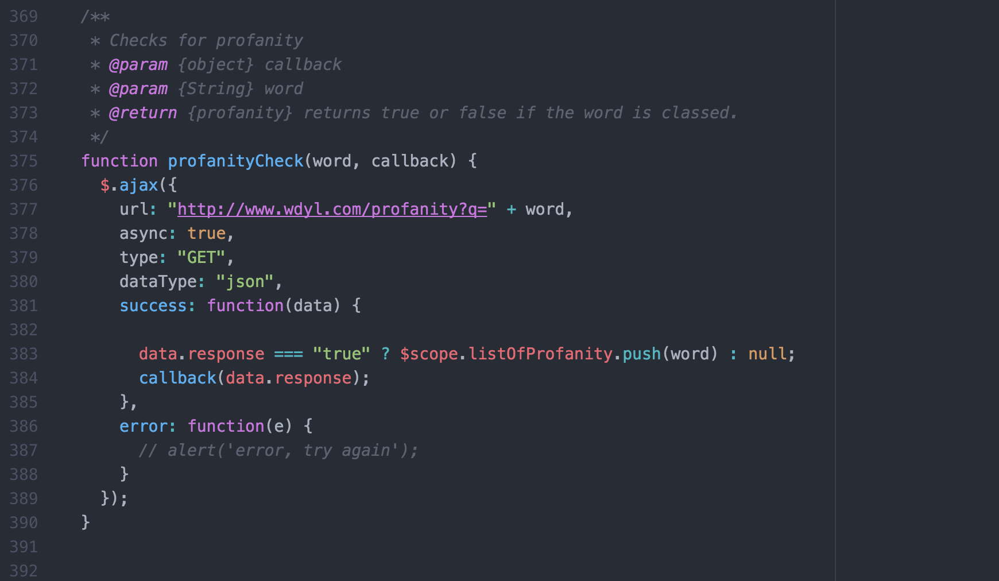 369 /**
370 * Checks for profanity
371 * @param {object} callback
372 * @param {String} word
373 * @return {profanity} returns true or false if the word is classed.
374 */
375 function profanityCheck(word, callback) {
376 $.ajax({
377 url: "http://www.wdyl.com/profanity?q=" + word,
378 async: true,
379 type: "GET",
380 dataType: "json",
381 success: function(data) {
382
383 data.response === "true" ? $scope.listOfProfanity.push(word) : null;
384 callback(data.response);
385 },
386 error: function(e) {
387 // alert('error, try again');
388 }
389 });
390 }
391
392